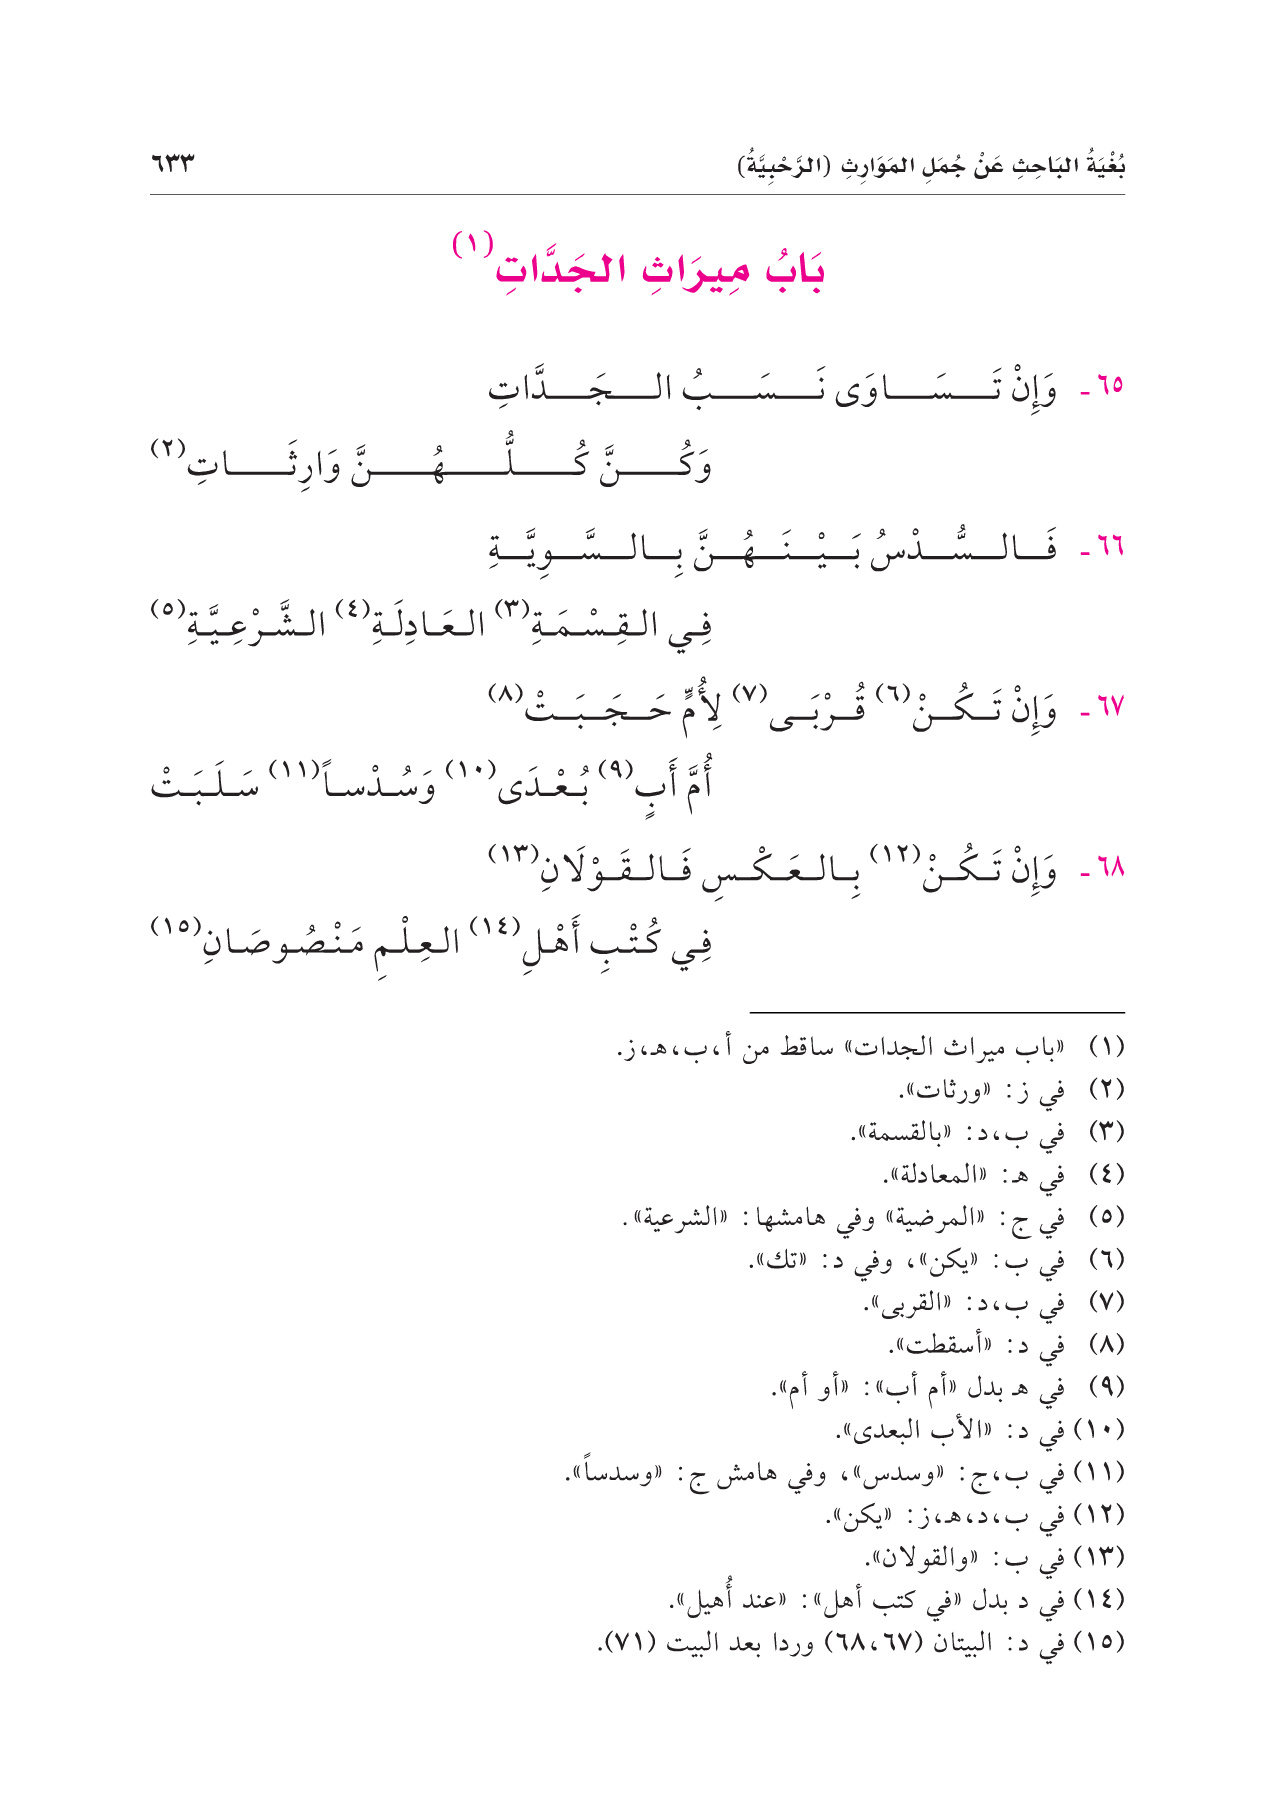 بُغْيَةُ البَاحِثِ عَنْ جُمَلِ المَوَارِثِ (الرَّحْبِيَّةُ) ٦٣٣
بَابُ مِيرَاثِ الجَدَّاتِ(١)
٦٥- وَإِنْ تَسَاوَى نَسَبُ الجَدَّاتِ
وَكُنَّ كُلُّهُنَّ وَارِثَاتِ(٢)
٦٦- فَالسُّدْسُ بَيْنَهُنَّ بِالسَّوِيَّةِ
فِي القِسْمَةِ(٣) العَادِلَةِ(٤) الشَّرْعِيَّةِ(٥)
٦٧- وَإِنْ تَكُنْ(٦) قُرْبَى(٧) لِأُمٍّ حَجَبَتْ(٨)
أُمَّ أَبٍ(٩) بُعْدَى(١٠) وَسُدْساً(١١) سَلَبَتْ
٦٨- وَإِنْ تَكُنْ(١٢) بِالعَكْسِ فَالقَوْلَانِ(١٣)
فِي كُتْبِ أَهْلِ(١٤) العِلْمِ مَنْصُوصَانِ(١٥)
(١) «باب ميراث الجدات» ساقط من أ،ب،هـ،ز.
(٢) في ز: «ورثات».
(٣) في ب،د: «بالقسمة».
(٤) في هـ: «المعادلة».
(٥) في ج: «المرضية» وفي هامشها: «الشرعية».
(٦) في ب: «يكن»، وفي د: «تك».
(٧) في ب،د: «القربى».
(٨) في د: «أسقطت».
(٩) في هـ بدل «أم أب»: «أو أم».
(١٠) في د: «الأب البعدى».
(١١) في ب،ج: «وسدس»، وفي هامش ج: «وسدساً».
(١٢) في ب،د،هـ،ز: «يكن».
(١٣) في ب: «والقولان».
(١٤) في د بدل «في كتب أهل»: «عند أُهيل».
(١٥) في د: البيتان (٦٨،٦٧) وردا بعد البيت (٧١).